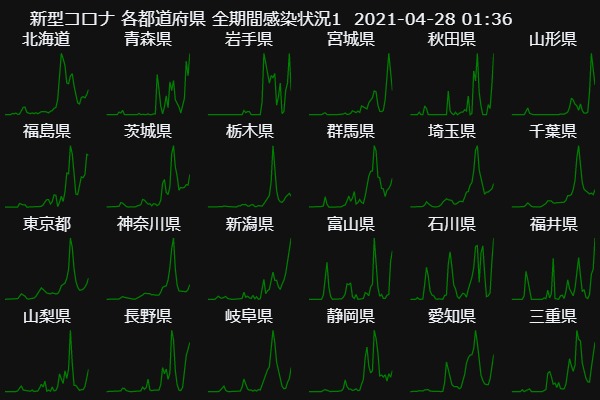 新型コロナ 各都道府県 全期間感染状況1 2021-04-28 01:36
北海道 青森県 岩手県 宮城県 秋田県 山形県
福島県 茨城県 栃木県 群馬県 埼玉県 千葉県
東京都 神奈川県 新潟県 富山県 石川県 福井県
山梨県 長野県 岐阜県 静岡県 愛知県 三重県